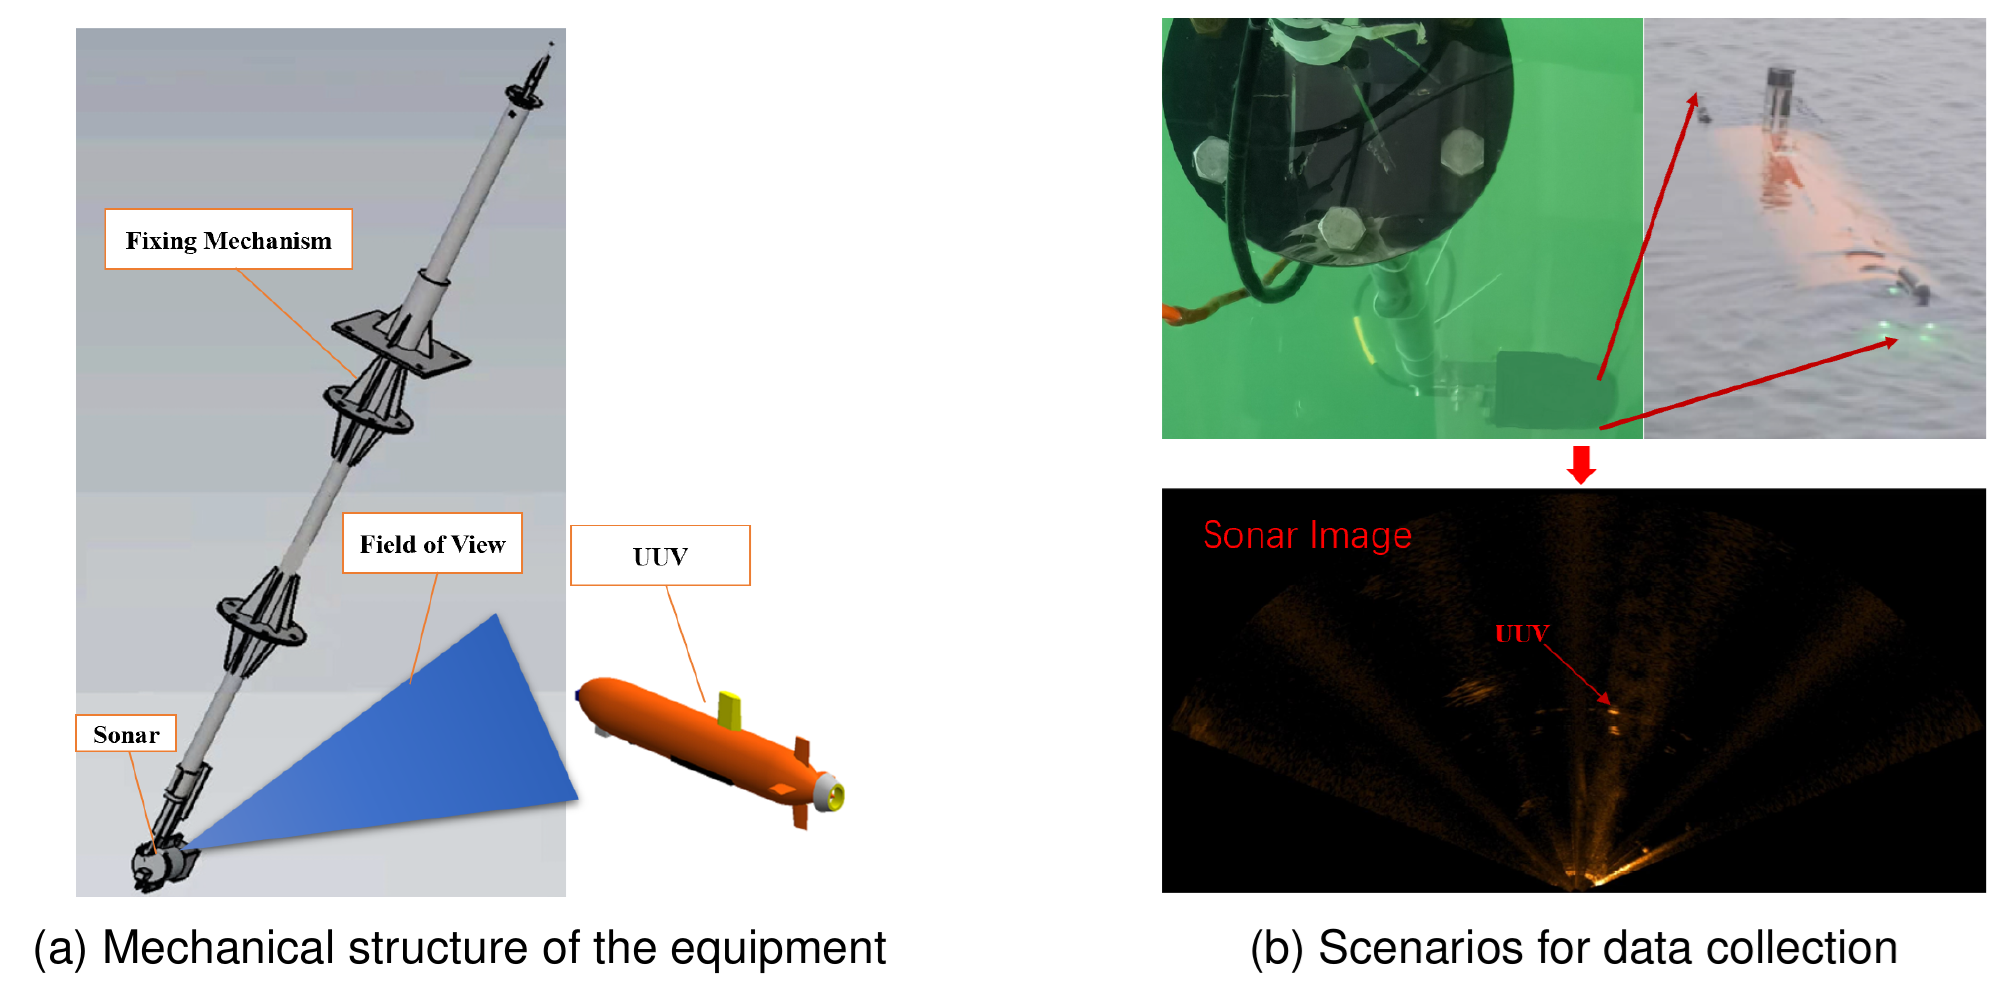 Fixing Mechanism
Field of View
UUV
Sonar
Sonar Image
UUV
(a) Mechanical structure of the equipment
(b) Scenarios for data collection